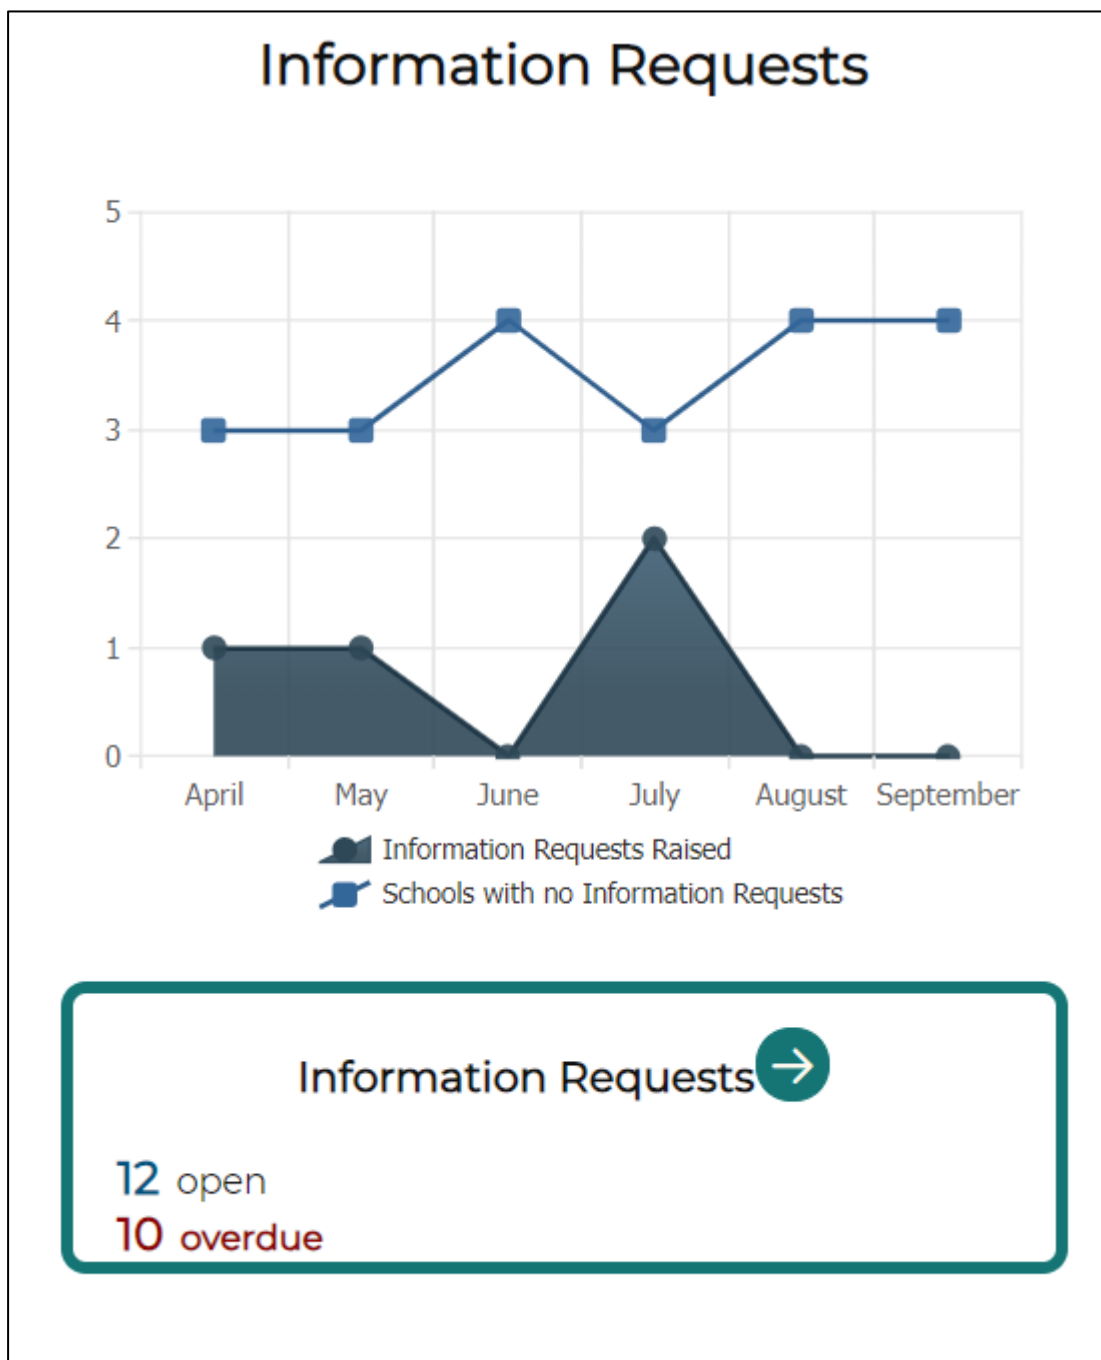 Information Requests
5
4
3
2
1
0
April May June July August September
Information Requests Raised
Schools with no Information Requests
Information Requests
12 open
10 overdue